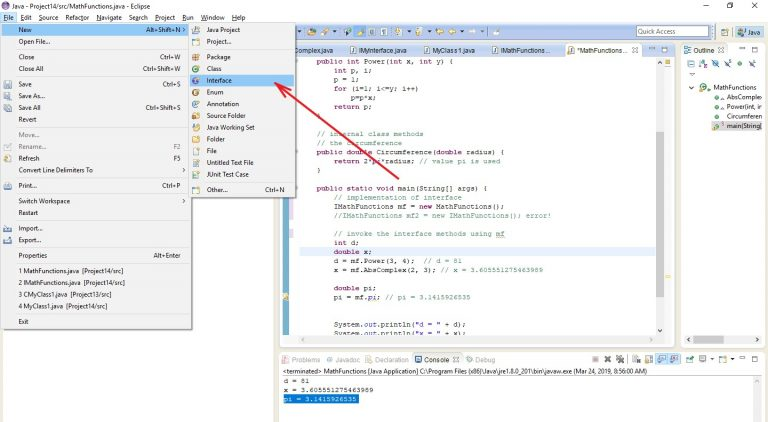 Java - Project14/src/MathFunctions.java - Eclipse
File Edit Source Refactor Navigate Search Project Run Window Help
Quick Access
Java
New Alt+Shift+N >
Open File...
Close Ctrl+W
Close All Ctrl+Shift+W
Save Ctrl+S
Save As...
Save All Ctrl+Shift+S
Revert
Move...
Rename... F2
Refresh F5
Convert Line Delimiters To >
Print... Ctrl+P
Switch Workspace >
Restart
Import...
Export...
Properties Alt+Enter
1 MathFunctions.java [Project14/src]
2 IMathFunctions.java [Project14/src]
3 CMyClass1.java [Project13/src]
4 MyClass1.java [Project14/src]
Exit
Java Project
Project...
Package
Class
Interface
Enum
Annotation
Source Folder
Java Working Set
Folder
File
Untitled Text File
JUnit Test Case
Other... Ctrl+N
Complex.java IMyInterface.java MyClass1.java IMathFunctions *MathFunctions
public int Power(int x, int y) {
int p, i;
p = 1;
for (i=1; i<=y; i++)
p=p*x;
return p;
}
// internal class methods
// the circumference
public double Circumference(double radius) {
return 2*pi*radius; // value pi is used
}
public static void main(String[] args) {
// implementation of interface
IMathFunctions mf = new MathFunctions();
//IMathFunctions mf2 = new IMathFunctions(); error!
// invoke the interface methods using mf
int d;
double x;
d = mf.Power(3, 4); // d = 81
x = mf.AbsComplex(2, 3); // x = 3.605551275463989
double pi;
pi = mf.pi; // pi = 3.1415926535
System.out.println("d = " + d);
System.out.println("x = " + x);
Outline
MathFunctions
AbsComplex
Power(int, in
Circumferen
main(String[]
Problems Javadoc Declaration Console Debug
<terminated> MathFunctions [Java Application] C:\Program Files (x86)\Java\jre1.8.0_201\bin\javaw.exe (Mar 24, 2019, 8:56:00 AM)
d = 81
x = 3.605551275463989
pi = 3.1415926535